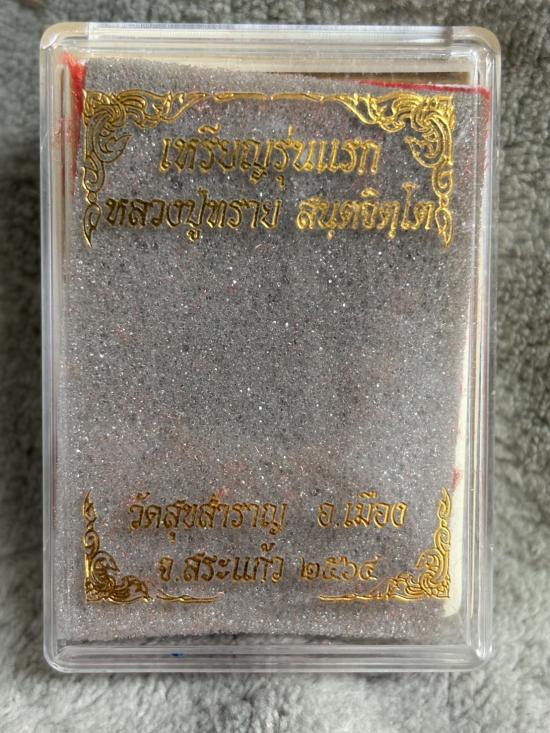 เหรียญรุ่นแรก
หลวงปู่ทราย สนฺตจิตฺโต
วัดสุขสำราญ อ.เมือง
จ.สระแก้ว ๒๕๖๔